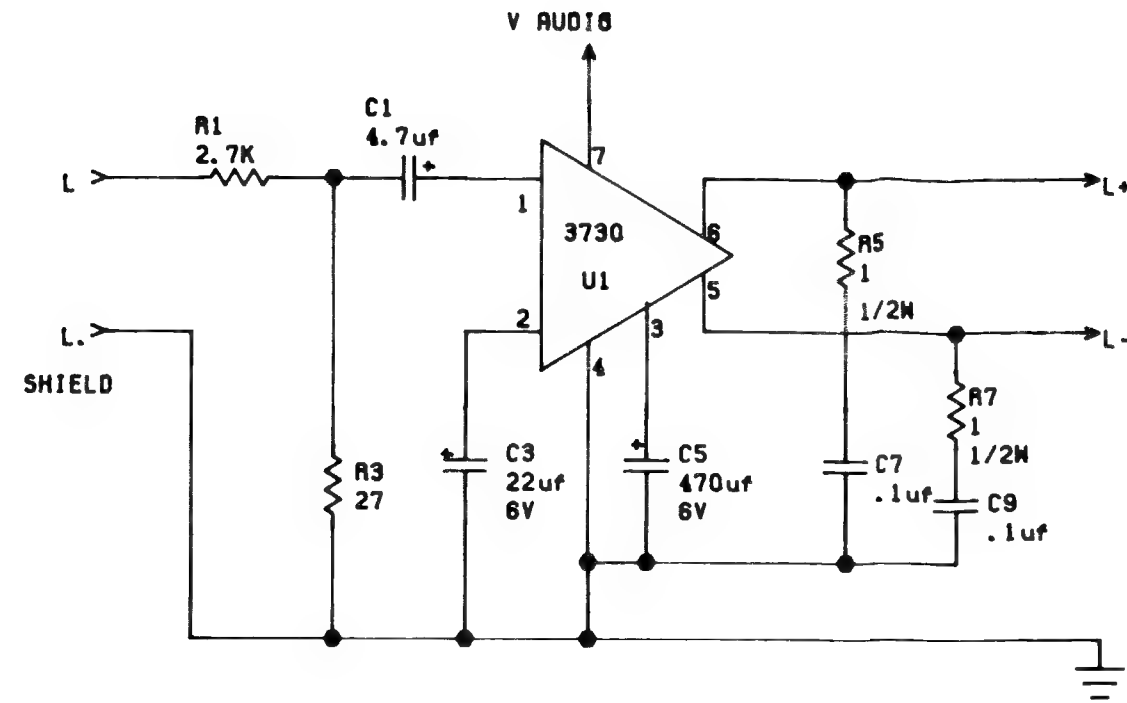 V AUDIO
C1
4.7uf
+
R1
2.7K
7
L
1
3730
U1
6
L+
R5
1
1/2W
5
2
3
4
L-
L.
SHIELD
R7
1
1/2W
+
C3
22uf
6V
+
C5
470uf
6V
R3
27
C7
.1uf
C9
.1uf